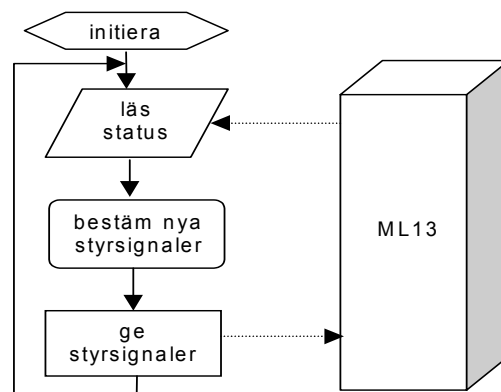 initiera
läs
status
bestäm nya
styrsignaler
ML13
ge
styrsignaler